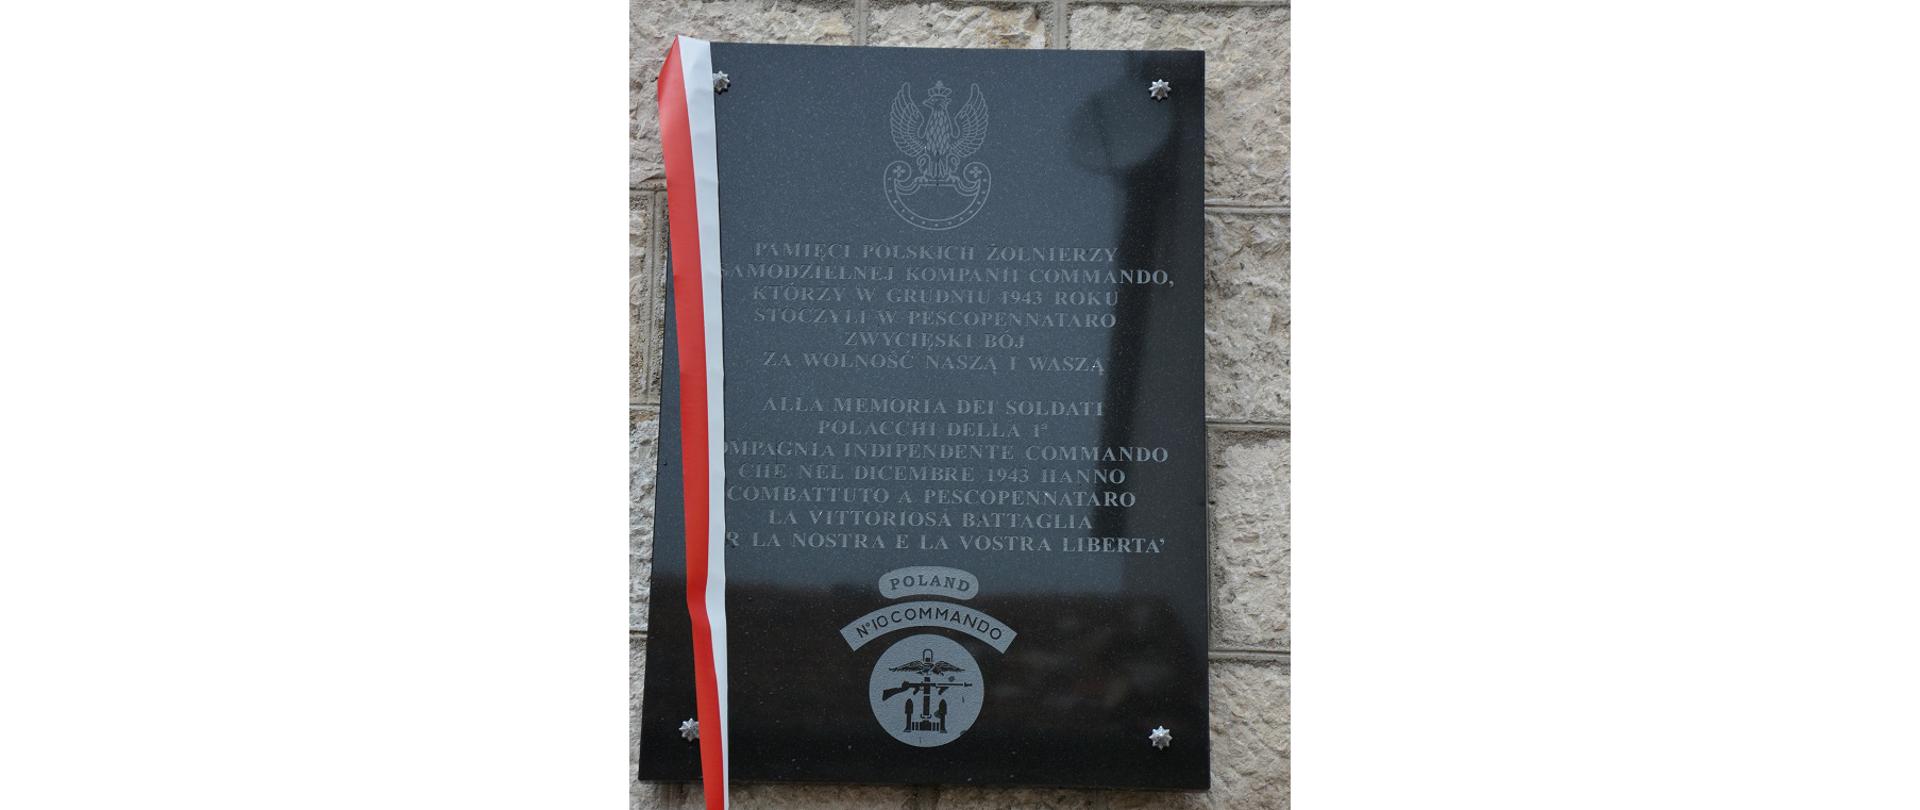 PAMIĘCI POLSKICH ŻOŁNIERZY
SAMODZIELNEJ KOMPANII COMMANDO,
KTÓRZY W GRUDNIU 1943 ROKU
STOCZYLI W PESCOPENNATARO
ZWYCIĘSKI BÓJ
ZA WOLNOŚĆ NASZĄ I WASZĄ
ALLA MEMORIA DEI SOLDATI
POLACCHI DELLA 1ª
OMPAGNIA INDIPENDENTE COMMANDO
CHE NEL DICEMBRE 1943 HANNO
COMBATTUTO A PESCOPENNATARO
LA VITTORIOSA BATTAGLIA
R LA NOSTRA E LA VOSTRA LIBERTA'
POLAND
Nº10 COMMANDO